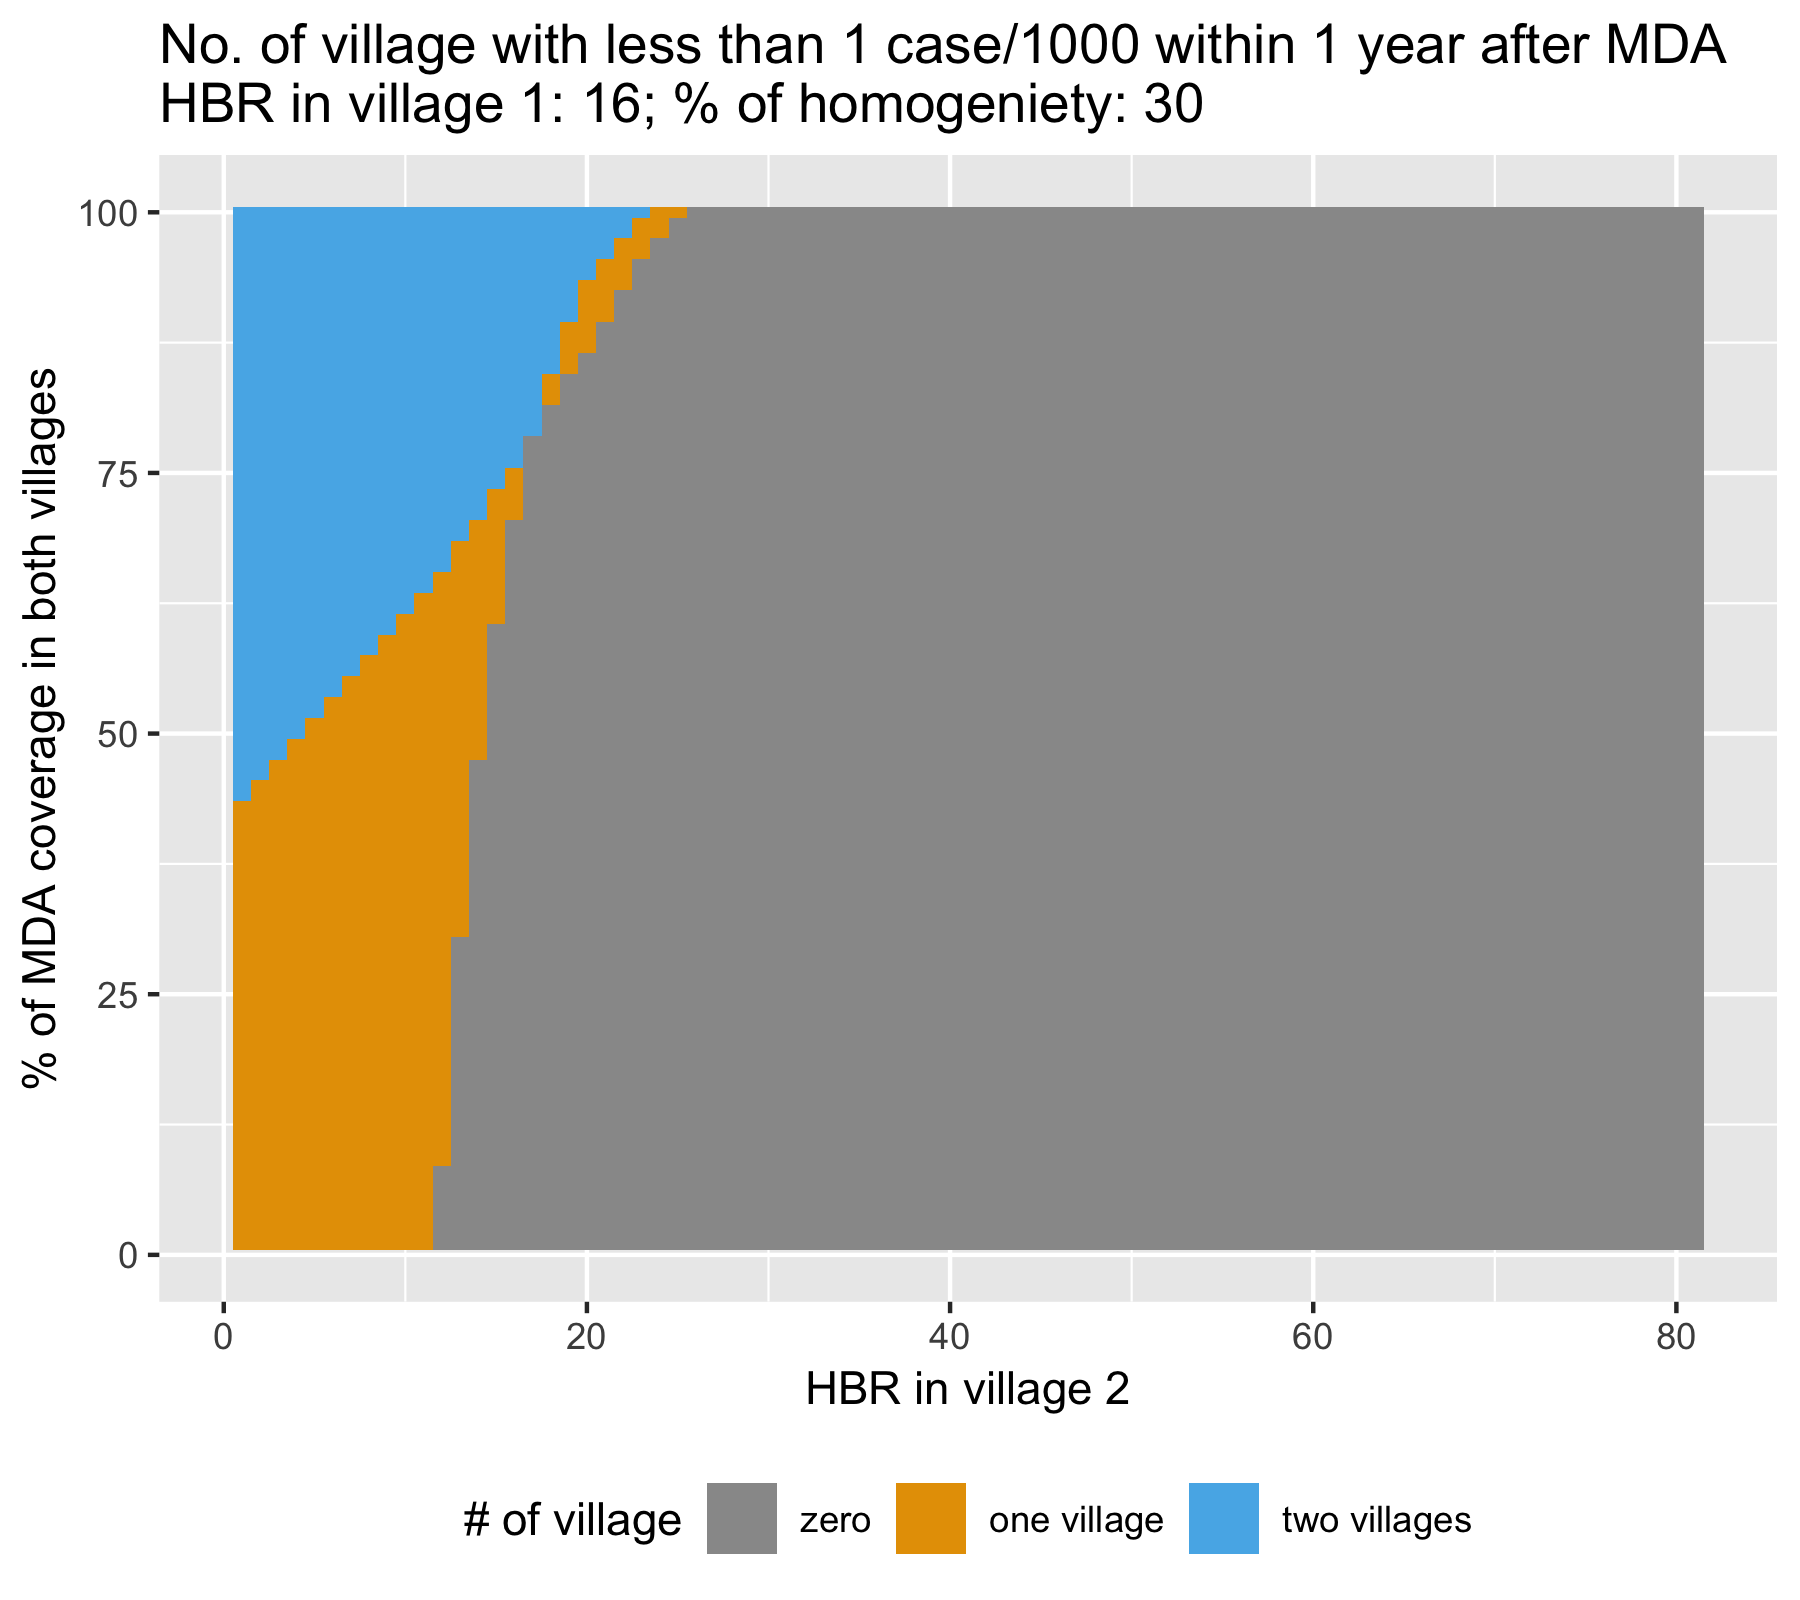 No. of village with less than 1 case/1000 within 1 year after MDA
HBR in village 1: 16; % of homogeniety: 30
% of MDA coverage in both villages
100
75
50
25
0
0 20 40 60 80
HBR in village 2
# of village zero one village two villages